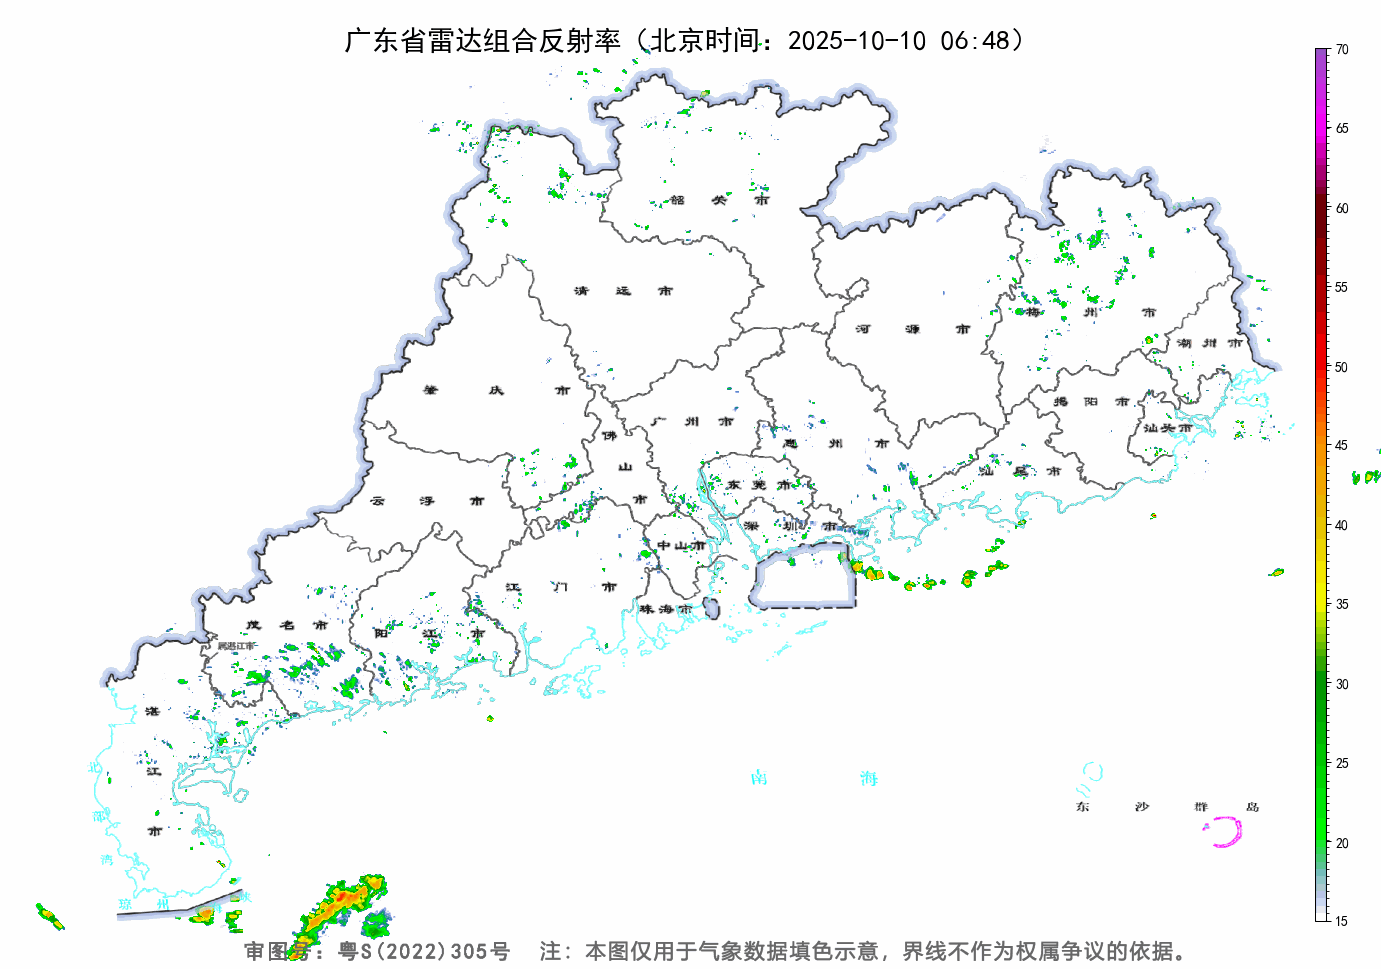 广东省雷达组合反射率（北京时间：2025-10-10 06:48）
70
65
60
55
50
45
40
35
30
25
20
15
韶 关 市
清 远 市
河 源 市
梅 州 市
潮 州 市
肇 庆 市
广 州 市
佛 山 市
惠 州 市
揭 阳 市
汕头市
汕 尾 市
云 浮 市
东 莞 市
深 圳 市
中山市
江 门 市
珠海市
茂 名 市
属湛江市
阳 江 市
湛 江 市
北 部 湾
南 海
东 沙 群 岛
琼 州 海 峡
审图号：粤S(2022)305号 注：本图仅用于气象数据填色示意，界线不作为权属争议的依据。